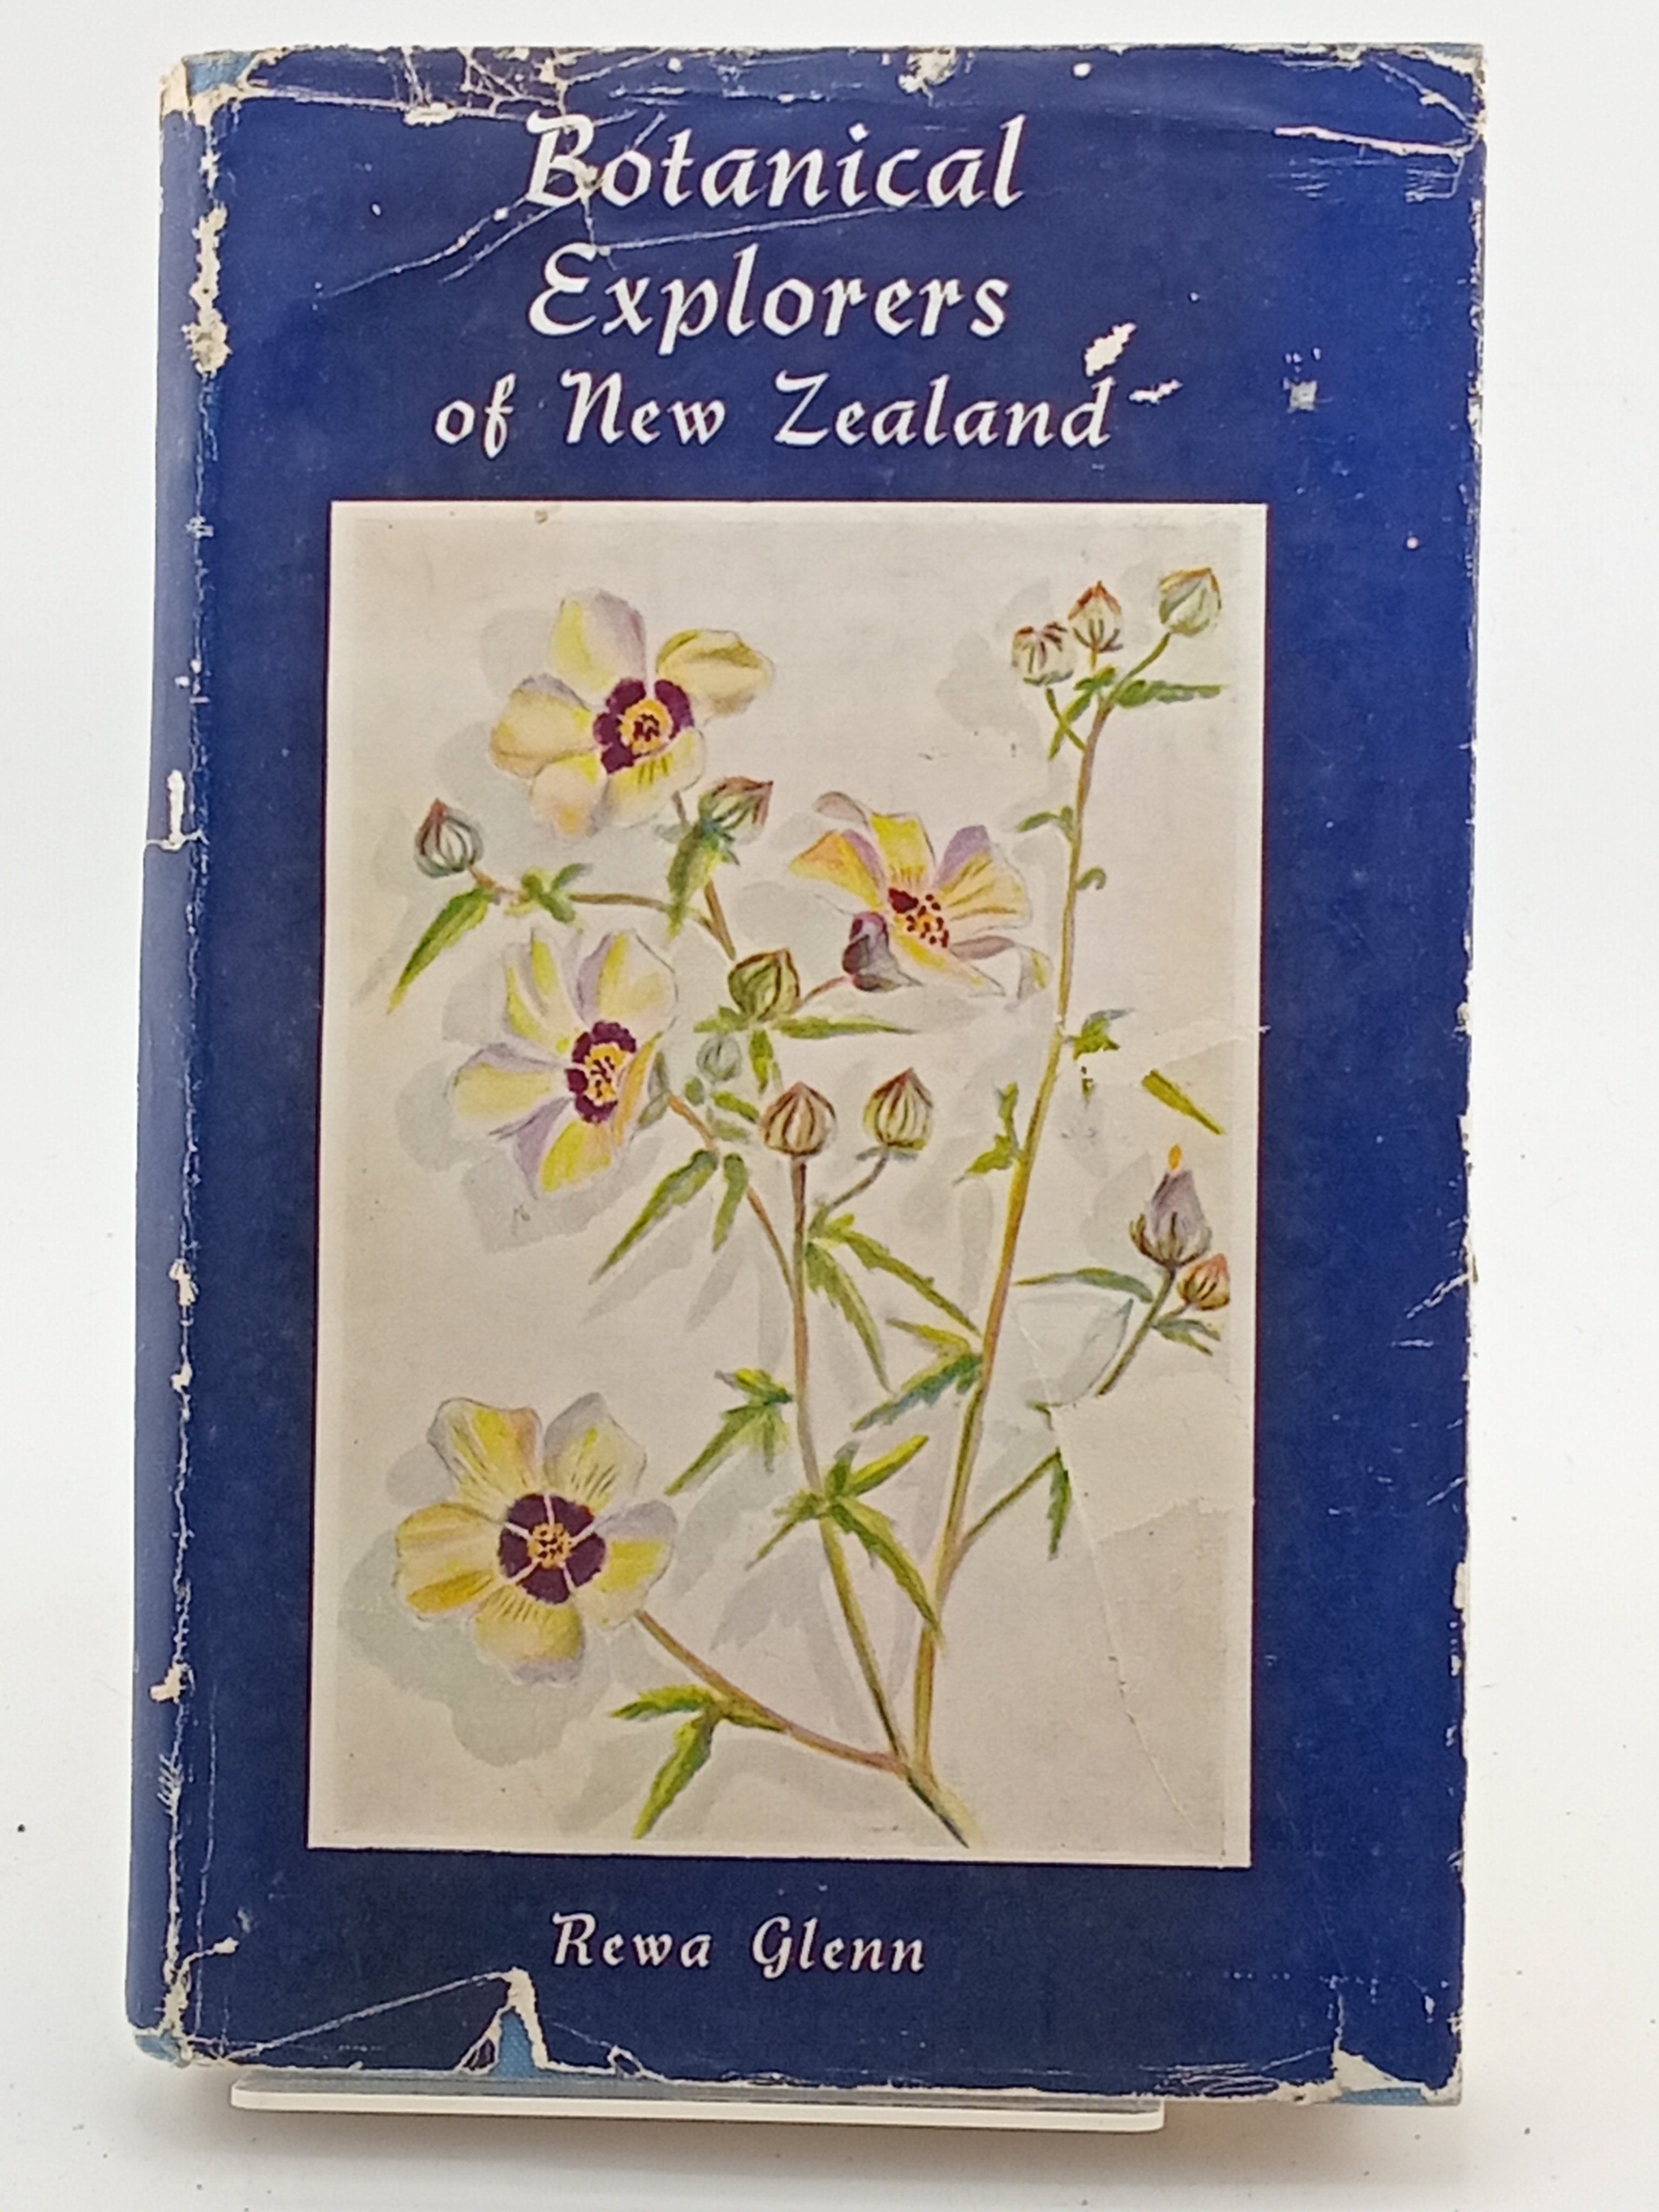 Botanical
Explorers
of New Zealand
Rewa Glenn